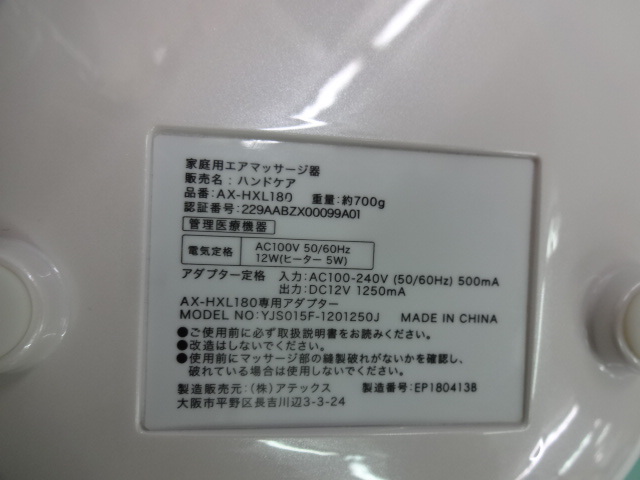 家庭用エアマッサージ器
販売名：ハンドケア
品番：AX-HXL180 重量：約700g
認証番号：229AABZX00099A01
管理医療機器
電気定格 AC100V 50/60Hz
12W(ヒーター 5W)
アダプター定格 入力：AC100-240V (50/60Hz) 500mA
出力：DC12V 1250mA
AX-HXL180専用アダプター
MODEL NO：YJS015F-1201250J MADE IN CHINA
●ご使用前に必ず取扱説明書をお読みください。
●改造はしないでください。
●使用前にマッサージ部の縫製破れがないかを確認し、
破れている場合は使用しないでください。
製造販売元：(株)アテックス 製造番号：EP180413B
大阪市平野区長吉川辺3-3-24